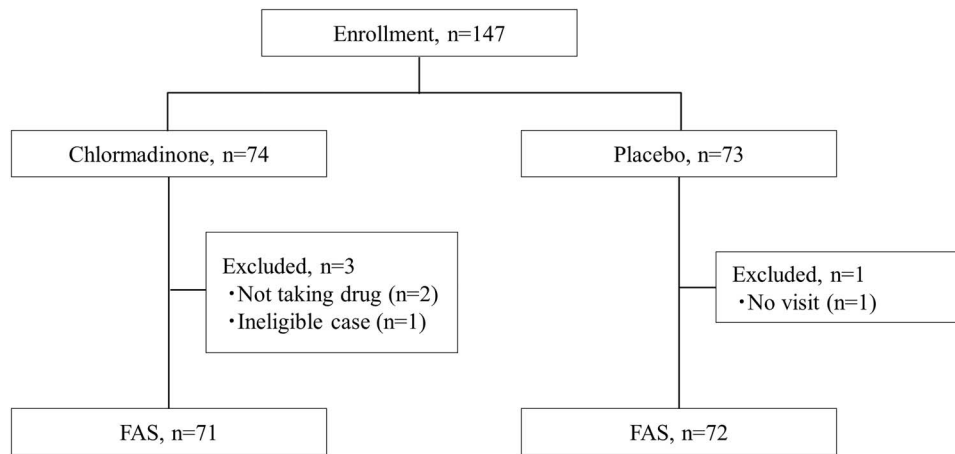 Enrollment, n=147
Chlormadinone, n=74
Placebo, n=73
Excluded, n=3
・Not taking drug (n=2)
・Ineligible case (n=1)
Excluded, n=1
・No visit (n=1)
FAS, n=71
FAS, n=72